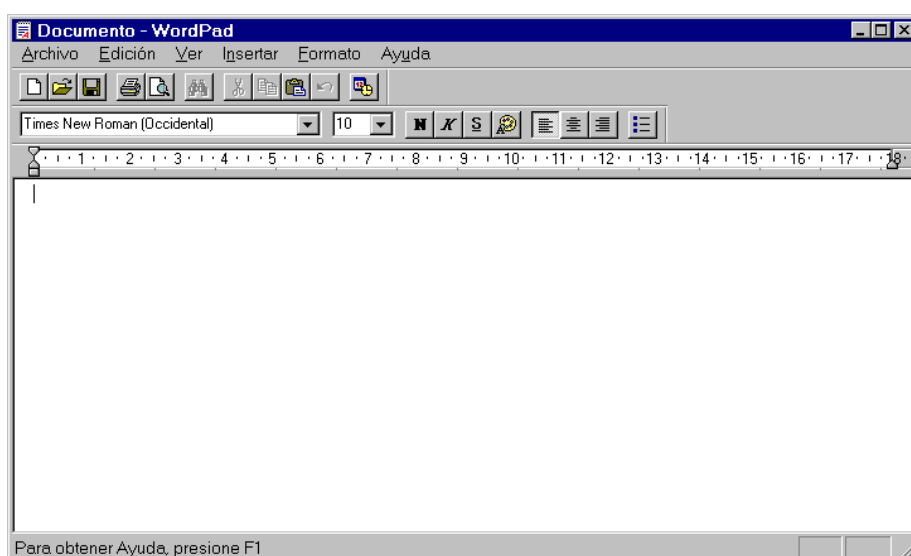 Documento - WordPad
Archivo Edición Ver Insertar Formato Ayuda
Times New Roman (Occidental) 10 N K S
1 2 3 4 5 6 7 8 9 10 11 12 13 14 15 16 17 18
Para obtener Ayuda, presione F1